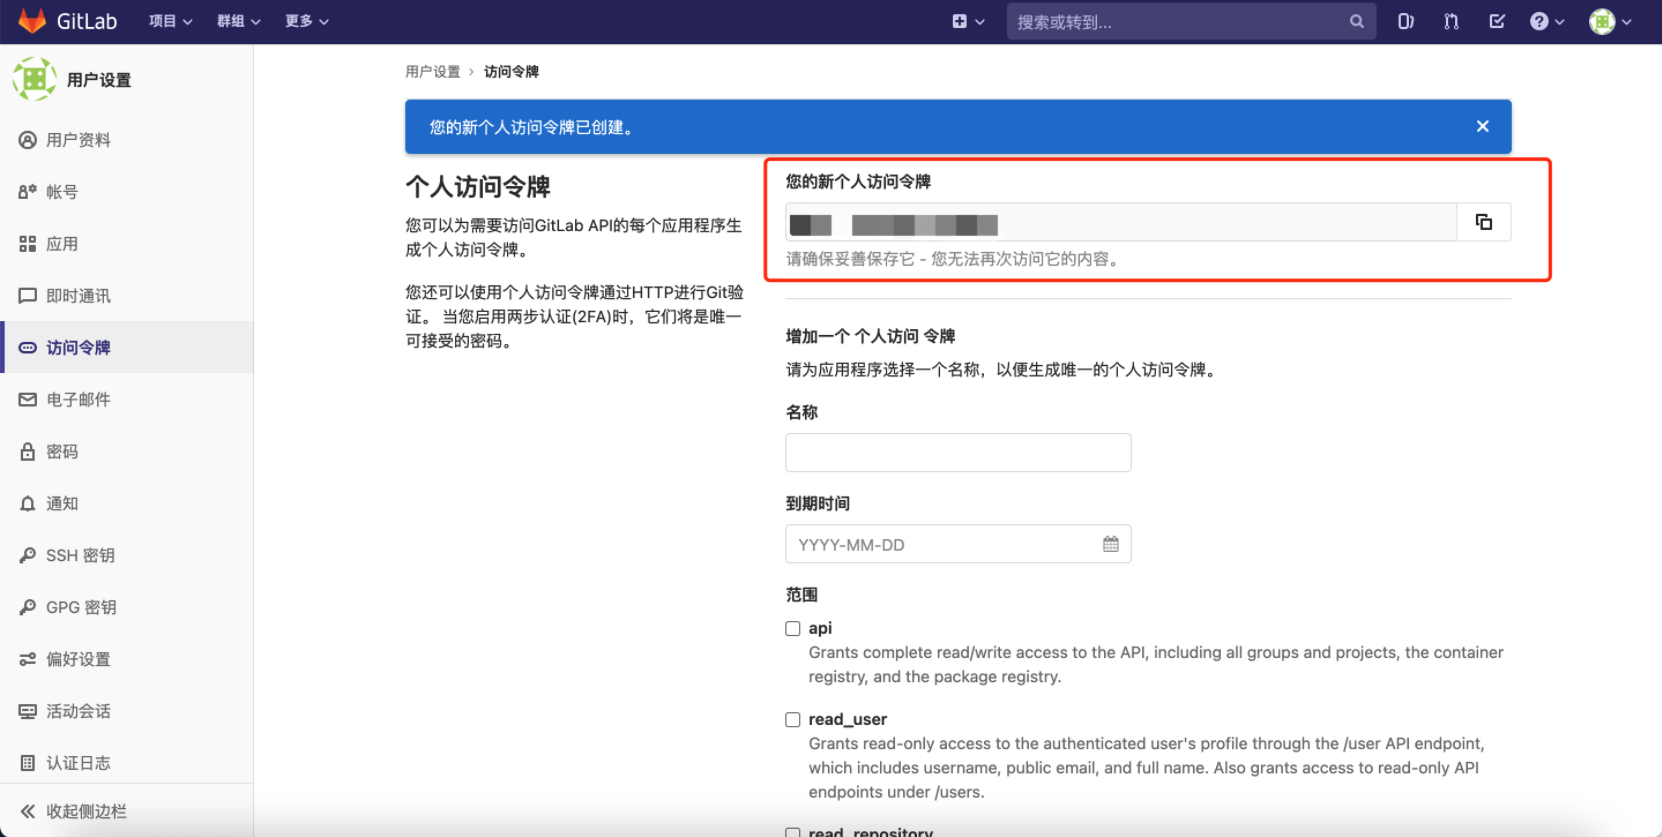 GitLab
项目
群组
更多
搜索或转到...
用户设置
用户资料
帐号
应用
即时通讯
访问令牌
电子邮件
密码
通知
SSH 密钥
GPG 密钥
偏好设置
活动会话
认证日志
收起侧边栏
用户设置 › 访问令牌
您的新个人访问令牌已创建。
个人访问令牌
您可以为需要访问GitLab API的每个应用程序生
成个人访问令牌。
您还可以使用个人访问令牌通过HTTP进行Git验
证。 当您启用两步认证(2FA)时，它们将是唯一
可接受的密码。
您的新个人访问令牌
请确保妥善保存它 - 您无法再次访问它的内容。
增加一个 个人访问 令牌
请为应用程序选择一个名称，以便生成唯一的个人访问令牌。
名称
到期时间
YYYY-MM-DD
范围
api
Grants complete read/write access to the API, including all groups and projects, the container
registry, and the package registry.
read_user
Grants read-only access to the authenticated user's profile through the /user API endpoint,
which includes username, public email, and full name. Also grants access to read-only API
endpoints under /users.
read_repository